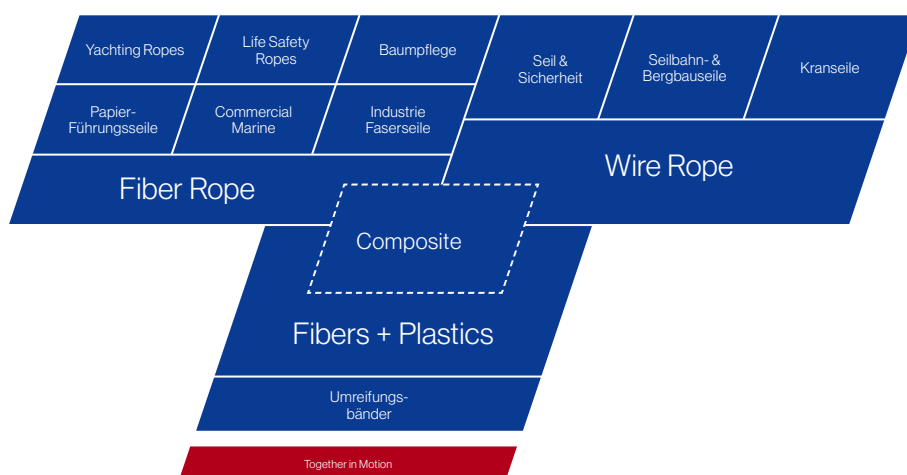 Yachting Ropes
Life Safety
Ropes
Baumpflege
Seil &
Sicherheit
Seilbahn- &
Bergbauseile
Kranseile
Papier-
Führungsseile
Commercial
Marine
Industrie
Faserseile
Fiber Rope
Wire Rope
Composite
Fibers + Plastics
Umreifungs-
bänder
Together in Motion